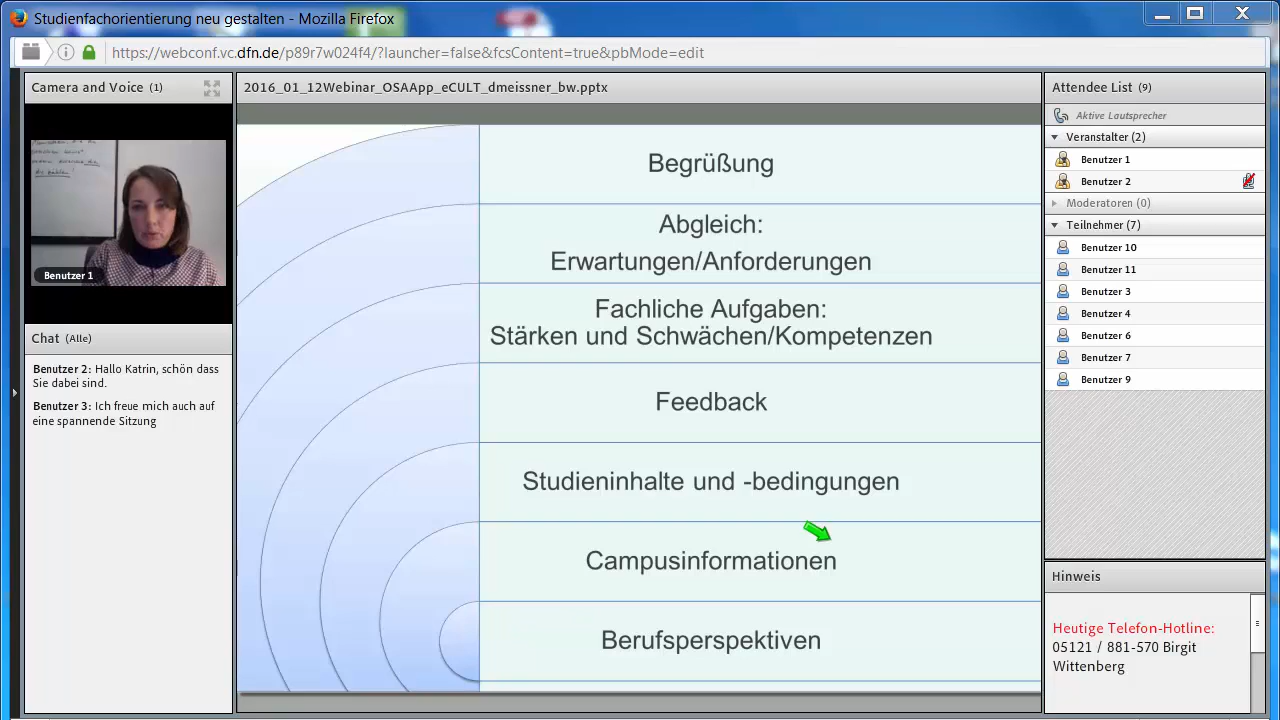 Studienfachorientierung neu gestalten - Mozilla Firefox
https://webconf.vc.dfn.de/p89r7w024f4/?launcher=false&fcsContent=true&pbMode=edit
Camera and Voice (1)
Benutzer 1
Chat (Alle)
Benutzer 2: Hallo Katrin, schön dass
Sie dabei sind.
Benutzer 3: Ich freue mich auch auf
eine spannende Sitzung
2016_01_12Webinar_OSAApp_eCULT_dmeissner_bw.pptx
Begrüßung
Abgleich:
Erwartungen/Anforderungen
Fachliche Aufgaben:
Stärken und Schwächen/Kompetenzen
Feedback
Studieninhalte und -bedingungen
Campusinformationen
Berufsperspektiven
Attendee List (9)
Aktive Lautsprecher
Veranstalter (2)
Benutzer 1
Benutzer 2
Moderatoren (0)
Teilnehmer (7)
Benutzer 10
Benutzer 11
Benutzer 3
Benutzer 4
Benutzer 6
Benutzer 7
Benutzer 9
Hinweis
Heutige Telefon-Hotline:
05121 / 881-570 Birgit
Wittenberg